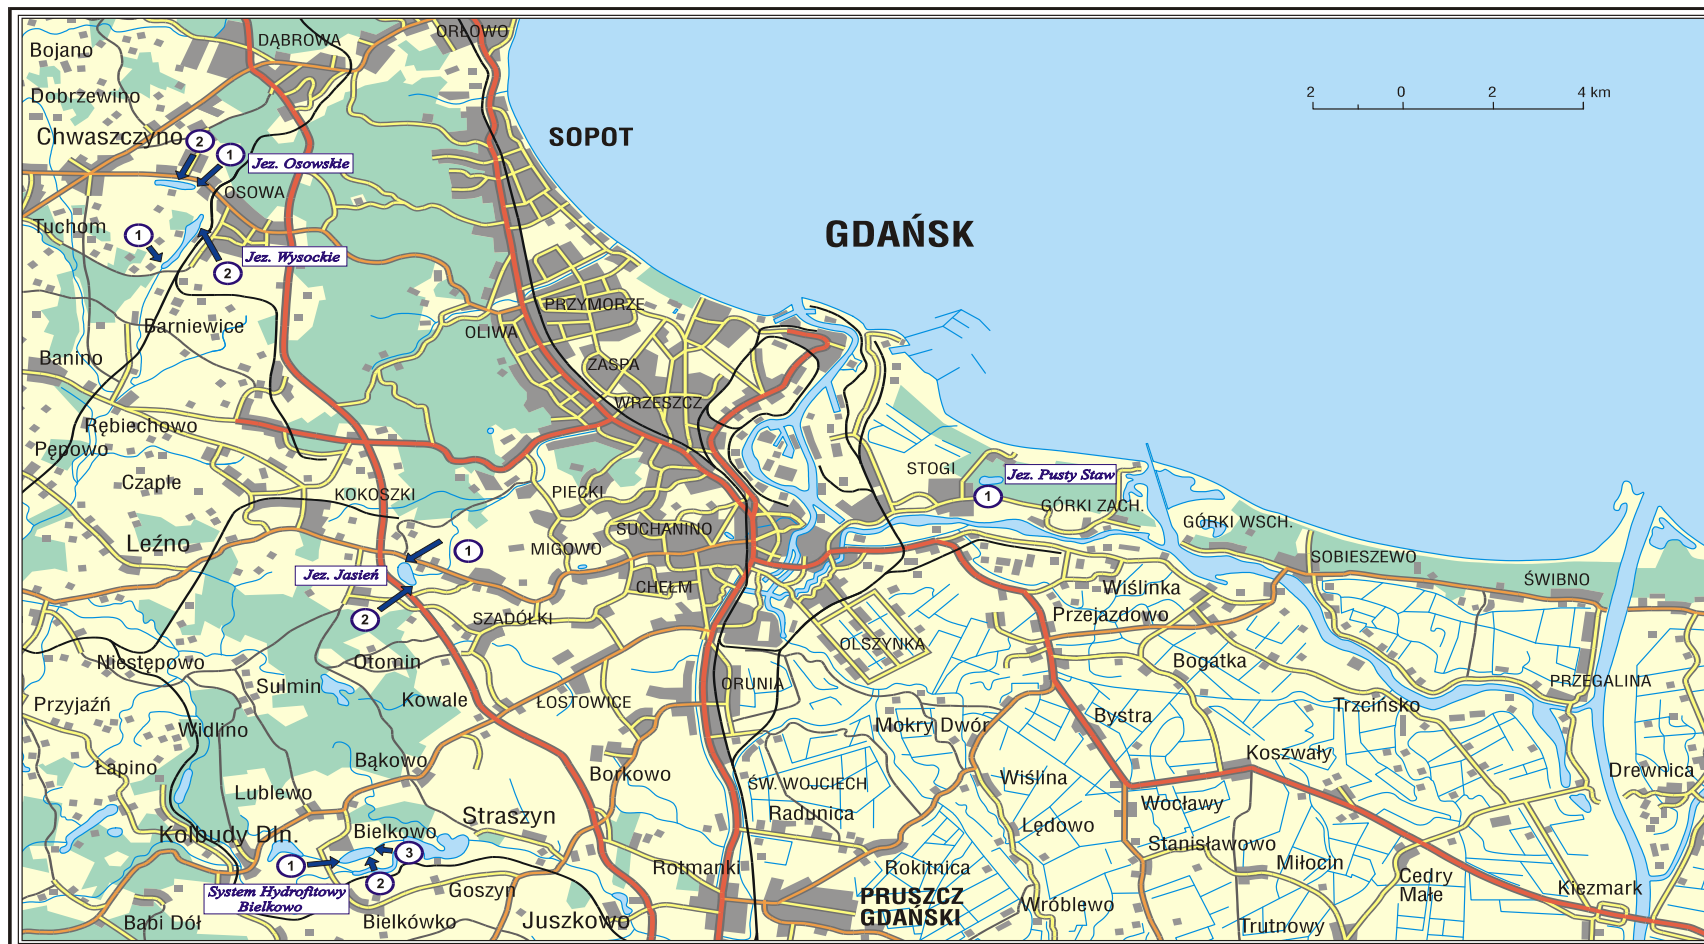 ORŁOWO
DĄBROWA
Bojano
Dobrzewino
2 0 2 4 km
Chwaszczyno
SOPOT
2
1
Jez. Osowskie
OSOWA
Tuchom
1
GDAŃSK
Jez. Wysockie
2
PRZYMORZE
Barniewice
OLIWA
Banino
ZASPA
WRZESZCZ
Rębiechowo
Pępowo
STOGI
Jez. Pusty Staw
Czaple
KOKOSZKI
PIECKI
1
GÓRKI ZACH.
GÓRKI WSCH.
SUCHANINO
Leźno
MIGOWO
1
SOBIESZEWO
Jez. Jasień
CHEŁM
Wiślinka
ŚWIBNO
2
SZADÓŁKI
Przejazdowo
OLSZYNKA
Niestępowo
Otomin
Bogatka
Sulmin
ORUNIA
PRZEGALINA
Przyjaźń
Kowale
ŁOSTOWICE
Trzcińsko
Widlino
Mokry Dwór
Bystra
Koszwały
Bąkowo
Łapino
Borkowo
Wiślina
Drewnica
ŚW. WOJCIECH
Lublewo
Wocławy
Straszyn
Radunica
Kolbudy Dln.
Bielkowo
Lędowo
Stanisławowo
3
1
2
Rotmanki
Rokitnica
Miłocin
System Hydrofitowy
Bielkowo
Goszyn
PRUSZCZ
GDAŃSKI
Cedry
Małe
Kiezmark
Wróblewo
Babi Dół
Bielkówko
Juszkowo
Trutnowy